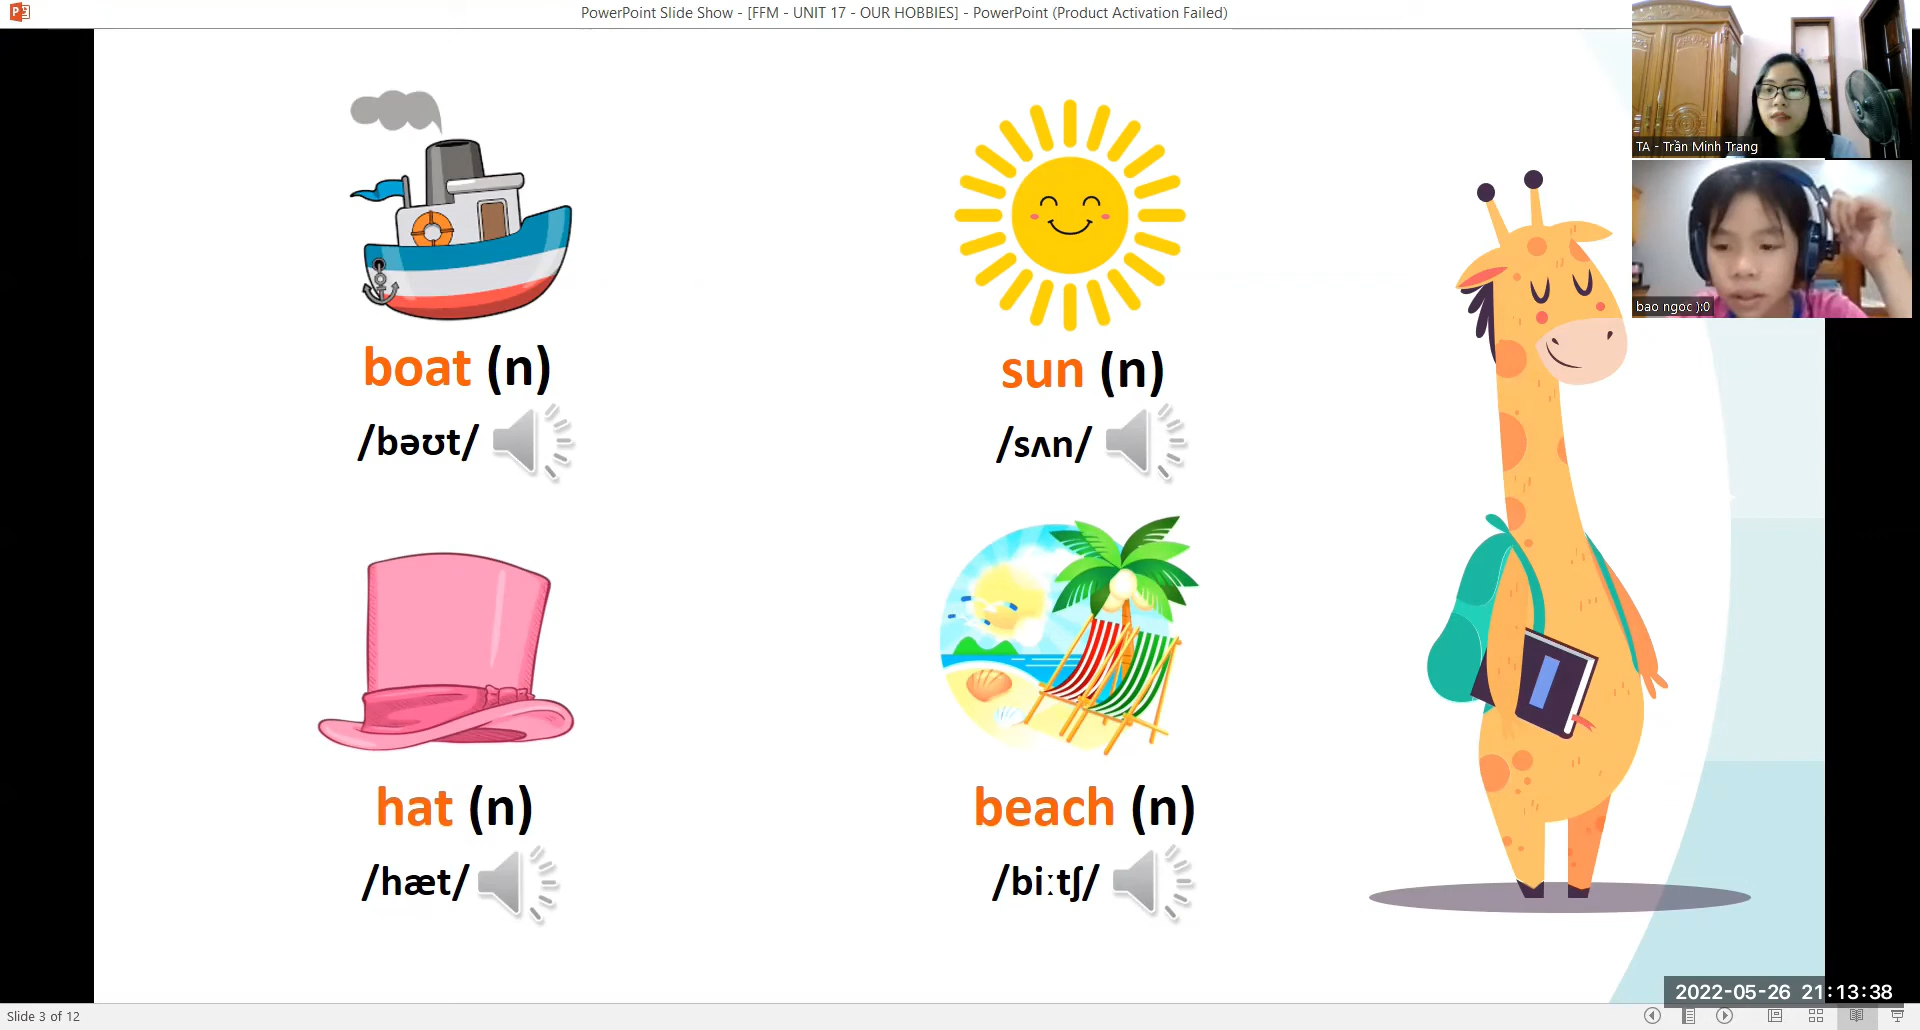 PowerPoint Slide Show - [FFM - UNIT 17 - OUR HOBBIES] - PowerPoint (Product Activation Failed)
TA - Trần Minh Trang
bao ngoc ):0
boat (n)
/bəʊt/
sun (n)
/sʌn/
hat (n)
/hæt/
beach (n)
/biːtʃ/
2022-05-26 21:13:38
Slide 3 of 12